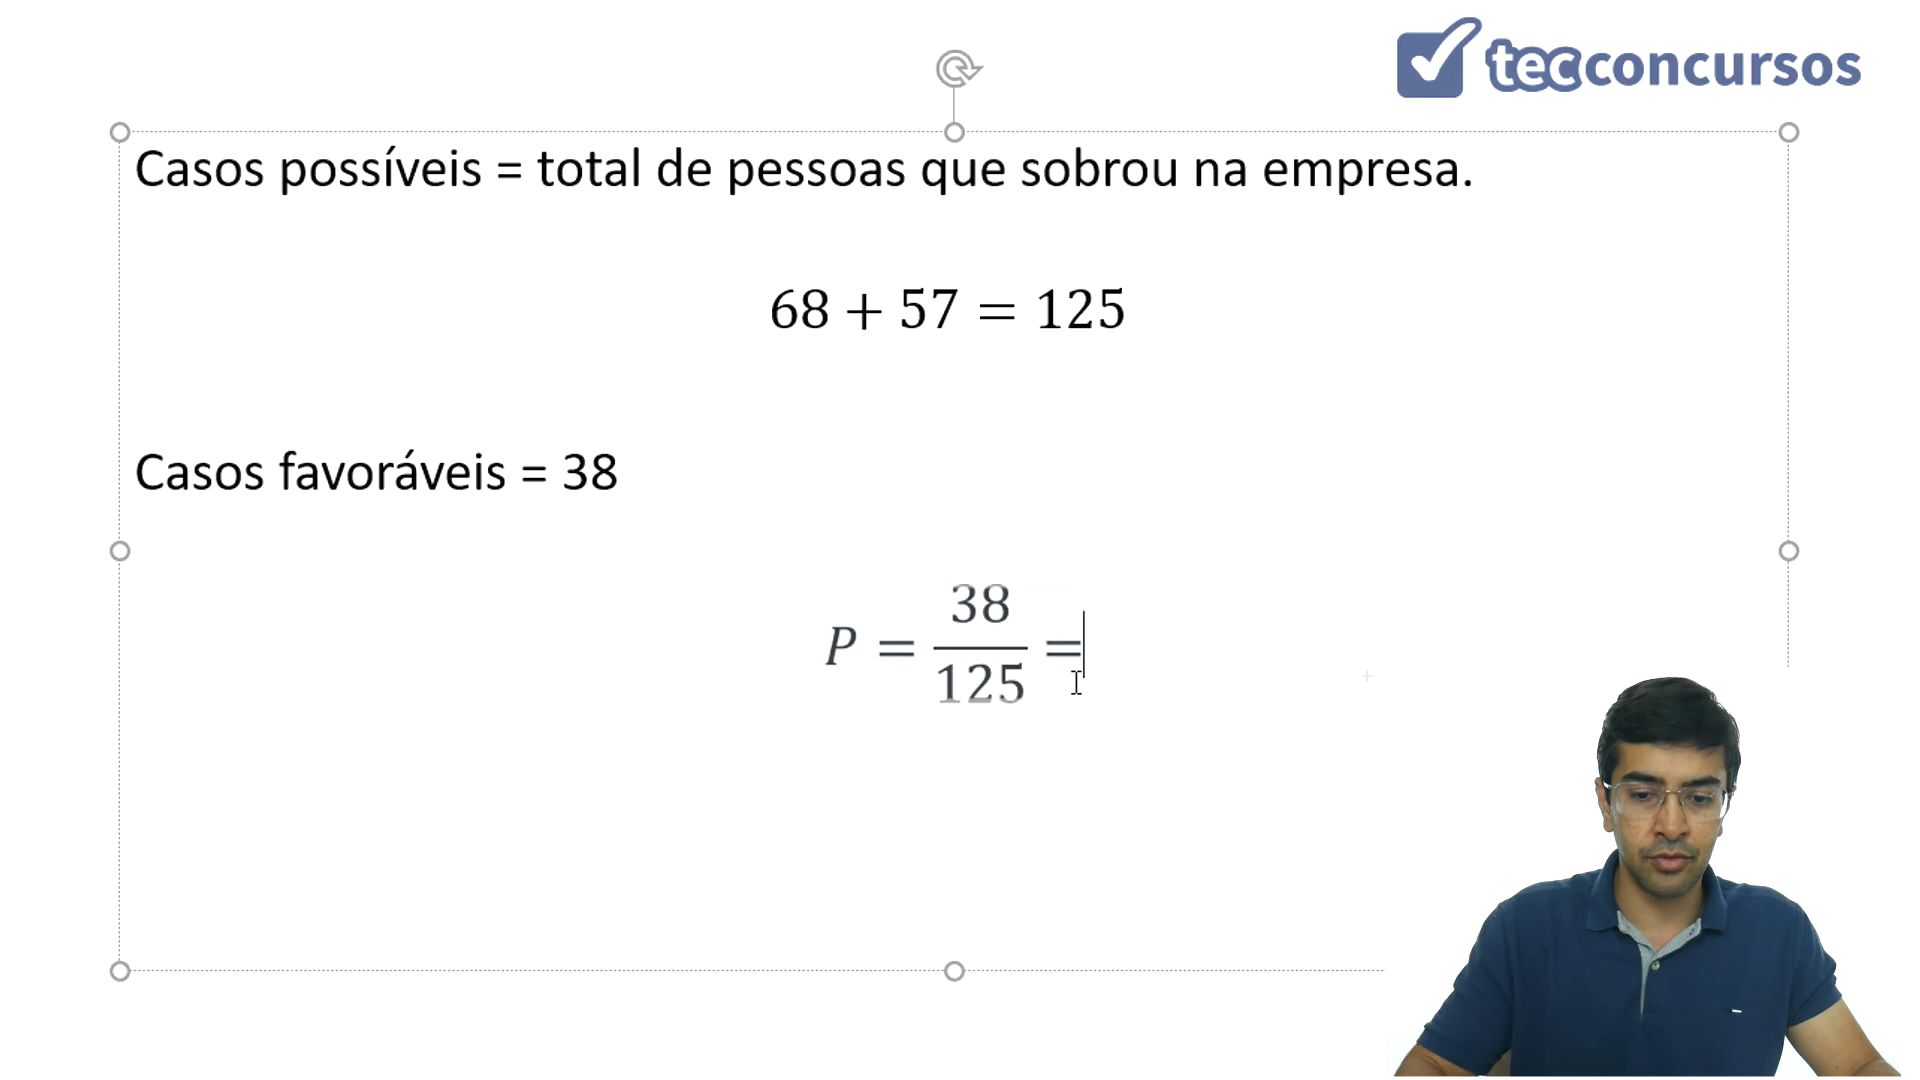 tecconcursos
Casos possíveis = total de pessoas que sobrou na empresa.
68 + 57 = 125
Casos favoráveis = 38
P = 38/125 =